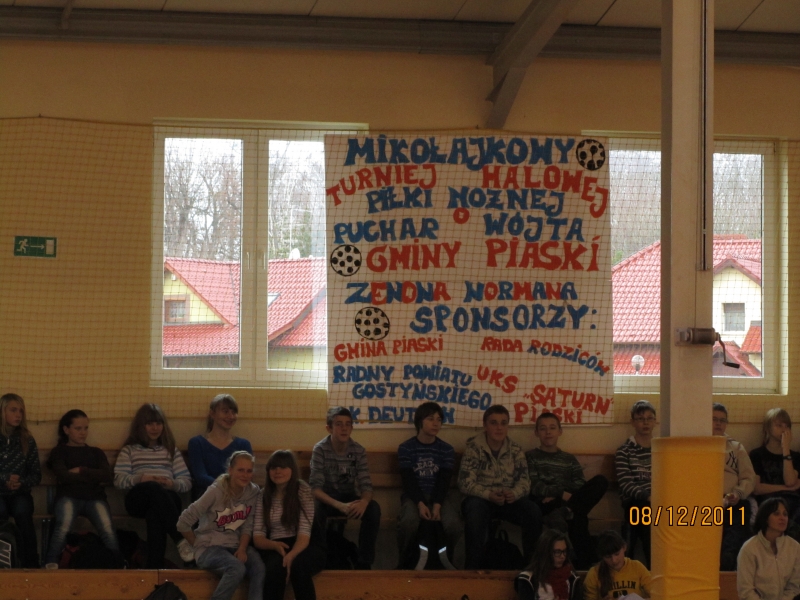 MIKOŁAJKOWY
TURNIEJ HALOWEJ
PIŁKI NOŻNEJ
O
PUCHAR WÓJTA
GMINY PIASKI
ZENONA NORMANA
SPONSORZY:
GMINA PIASKI RADA RODZICÓW
RADNY POWIATU
GOSTYŃSKIEGO
K. DEUTSCH
UKS „SATURN"
PIASKI
08/12/2011